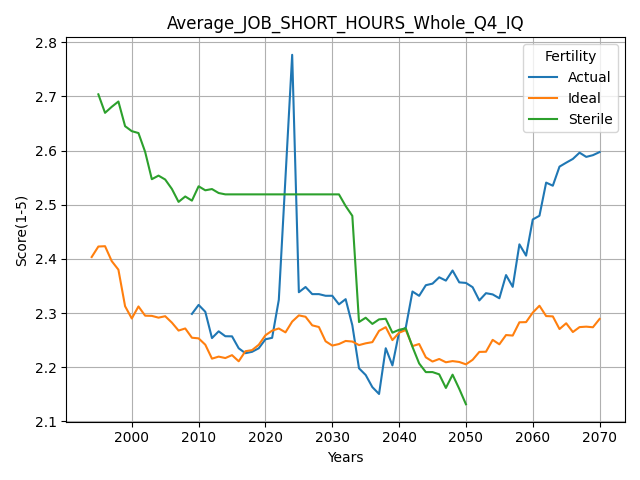 Average_JOB_SHORT_HOURS_Whole_Q4_IQ
Fertility
Actual
Ideal
Sterile
Score(1-5)
2.8
2.7
2.6
2.5
2.4
2.3
2.2
2.1
2000 2010 2020 2030 2040 2050 2060 2070
Years